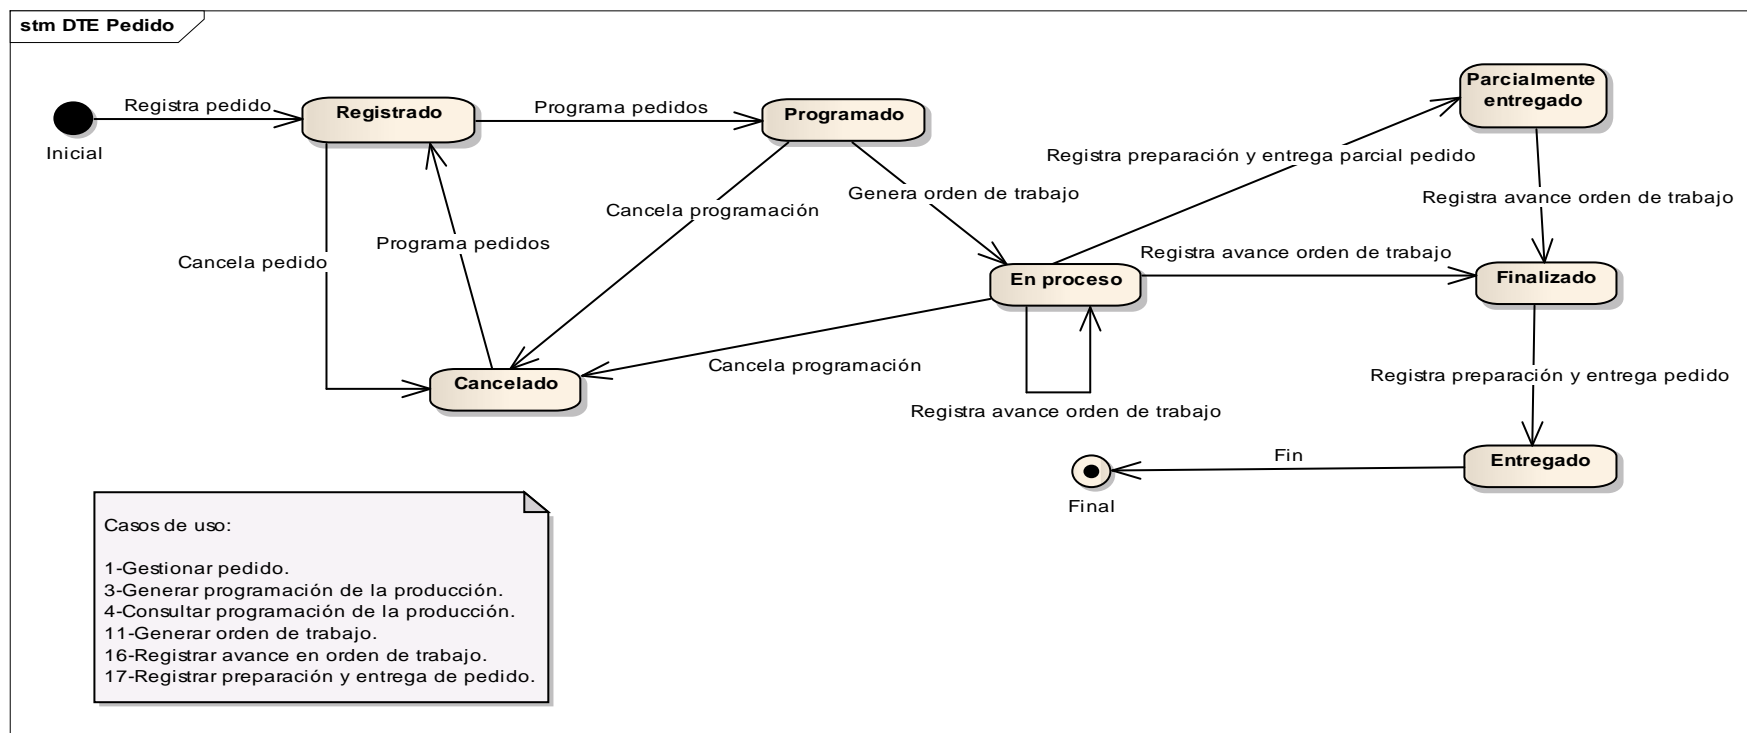 stm DTE Pedido
Registra pedido
Inicial
Registrado
Programa pedidos
Programado
Parcialmente
entregado
Registra preparación y entrega parcial pedido
Genera orden de trabajo
Registra avance orden de trabajo
Cancela programación
Programa pedidos
Cancela pedido
Registra avance orden de trabajo
En proceso
Finalizado
Cancela programación
Cancelado
Registra preparación y entrega pedido
Registra avance orden de trabajo
Fin
Entregado
Final
Casos de uso:
1-Gestionar pedido.
3-Generar programación de la producción.
4-Consultar programación de la producción.
11-Generar orden de trabajo.
16-Registrar avance en orden de trabajo.
17-Registrar preparación y entrega de pedido.